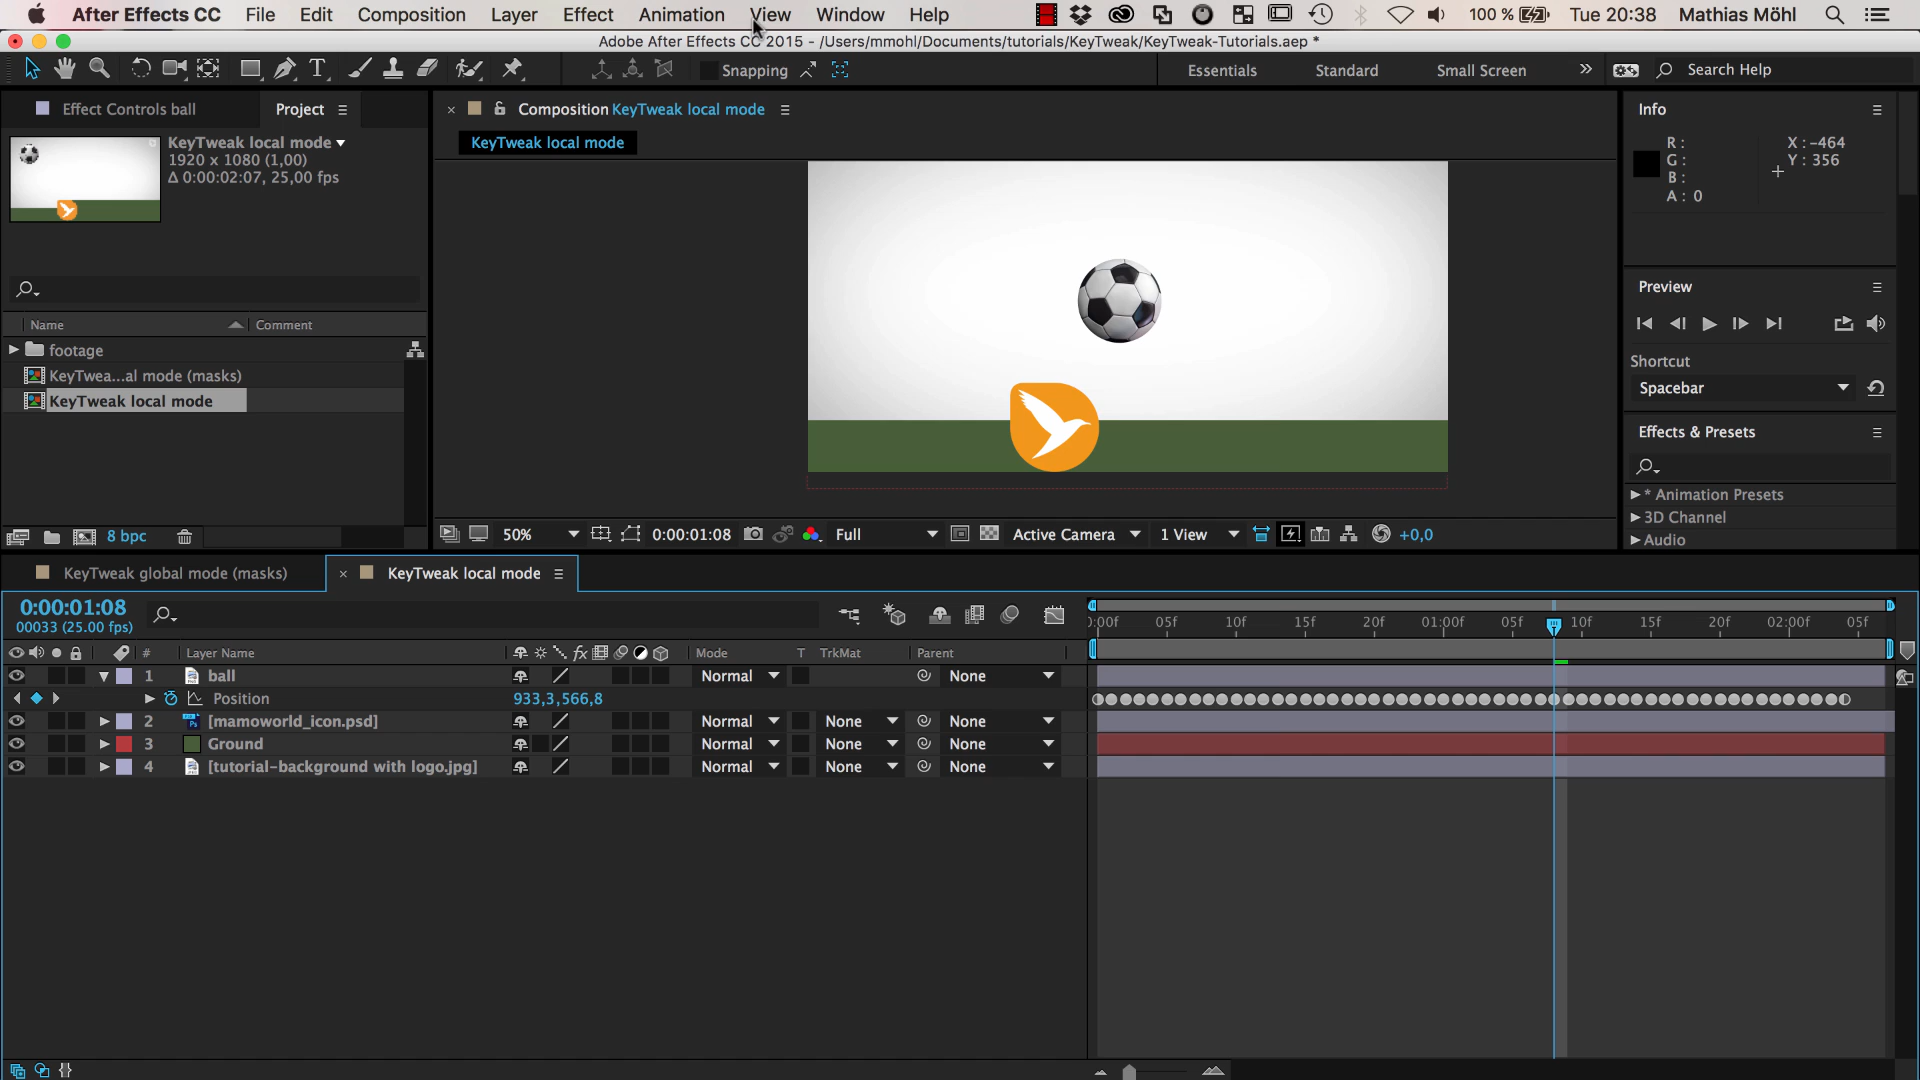 After Effects CC File Edit Composition Layer Effect Animation View Window Help 100 % Tue 20:38 Mathias Möhl
Adobe After Effects CC 2015 - /Users/mmohl/Documents/tutorials/KeyTweak/KeyTweak-Tutorials.aep *
T Snapping Essentials Standard Small Screen » Search Help
Effect Controls ball Project
× Composition KeyTweak local mode
Info
KeyTweak local mode
1920 x 1080 (1,00)
Δ 0:00:02:07, 25,00 fps
KeyTweak local mode
R :
G :
B :
A : 0
X : -464
Y : 356
Preview
Name Comment
footage
KeyTwea...al mode (masks)
KeyTweak local mode
Shortcut
Spacebar
Effects & Presets
* Animation Presets
3D Channel
Audio
8 bpc
50% 0:00:01:08 Full Active Camera 1 View +0,0
KeyTweak global mode (masks) × KeyTweak local mode
0:00:01:08
00033 (25.00 fps)
:00f 05f 10f 15f 20f 01:00f 05f 10f 15f 20f 02:00f 05f
# Layer Name fx Mode T TrkMat Parent
1 ball Normal None
Position 933,3,566,8
2 Ps [mamoworld_icon.psd] Normal None None
3 Ground Normal None None
4 [tutorial-background with logo.jpg] Normal None None